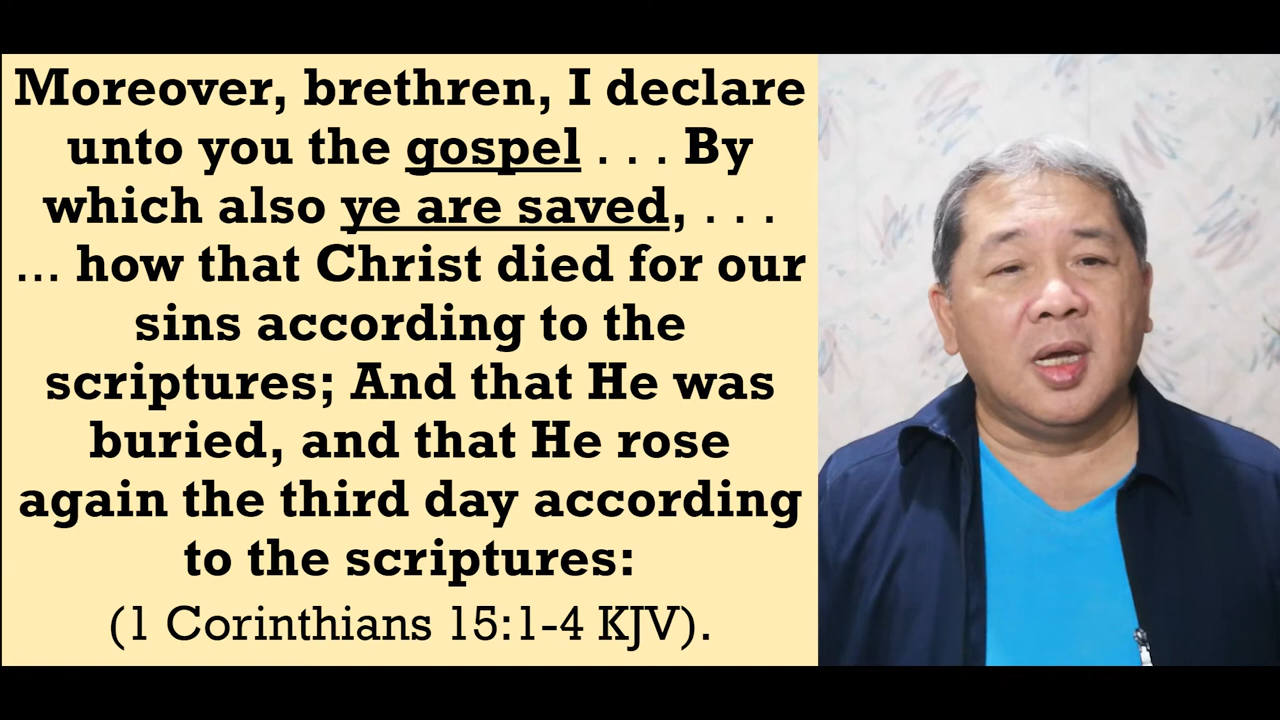 Moreover, brethren, I declare
unto you the gospel . . . By
which also ye are saved, . . .
... how that Christ died for our
sins according to the
scriptures; And that He was
buried, and that He rose
again the third day according
to the scriptures:
(1 Corinthians 15:1-4 KJV).